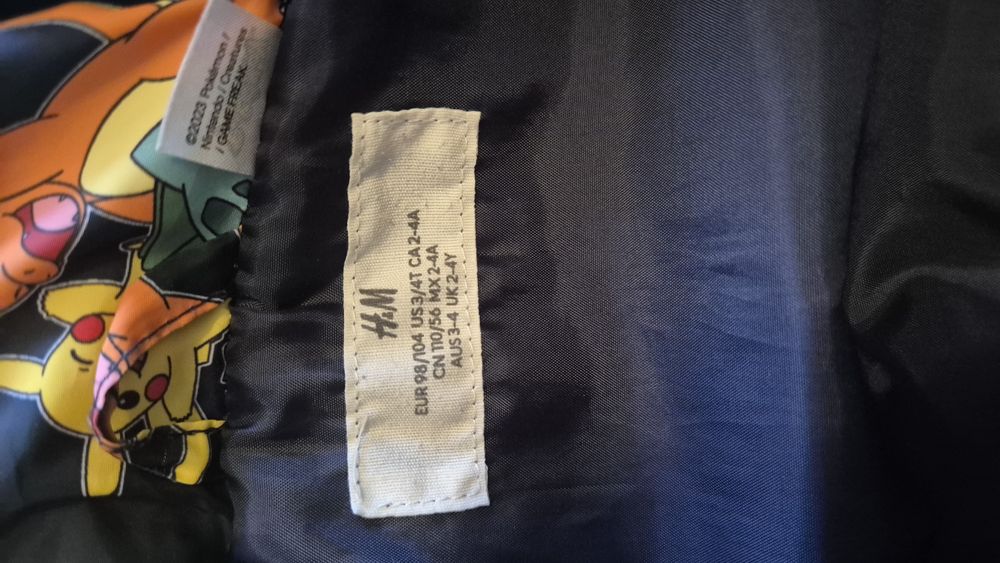 ©2023 Pokémon /
Nintendo / Creatures
/ GAME FREAK
H&M
EUR 98/104 US 3/4T CA 2-4A
CN 110/56 MX 2-4A
AUS 3-4 UK 2-4Y